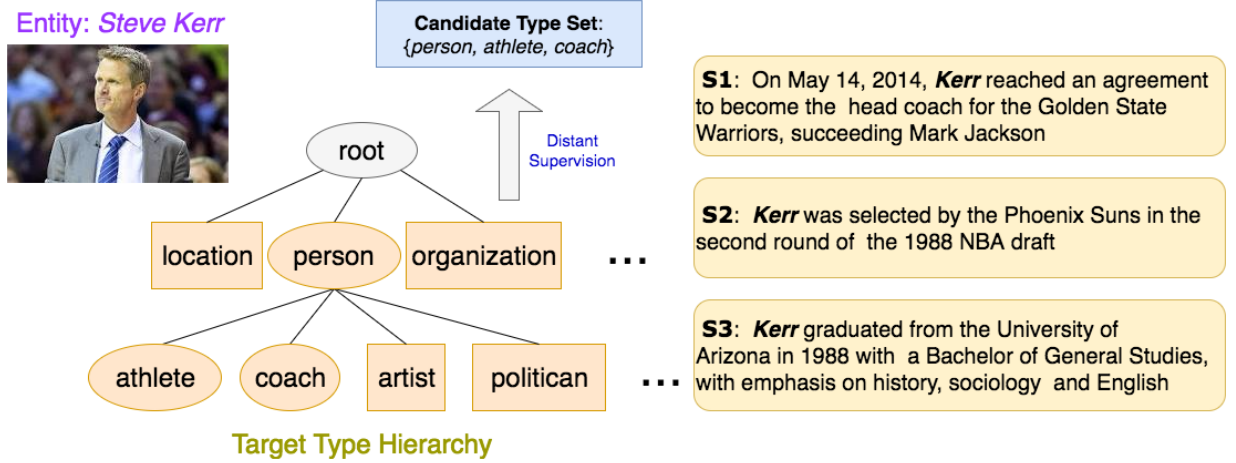 Entity: Steve Kerr
Candidate Type Set:
{person, athlete, coach}
Distant
Supervision
root
location
person
organization
...
athlete
coach
artist
politican
...
Target Type Hierarchy
S1: On May 14, 2014, Kerr reached an agreement
to become the head coach for the Golden State
Warriors, succeeding Mark Jackson
S2: Kerr was selected by the Phoenix Suns in the
second round of the 1988 NBA draft
S3: Kerr graduated from the University of
Arizona in 1988 with a Bachelor of General Studies,
with emphasis on history, sociology and English